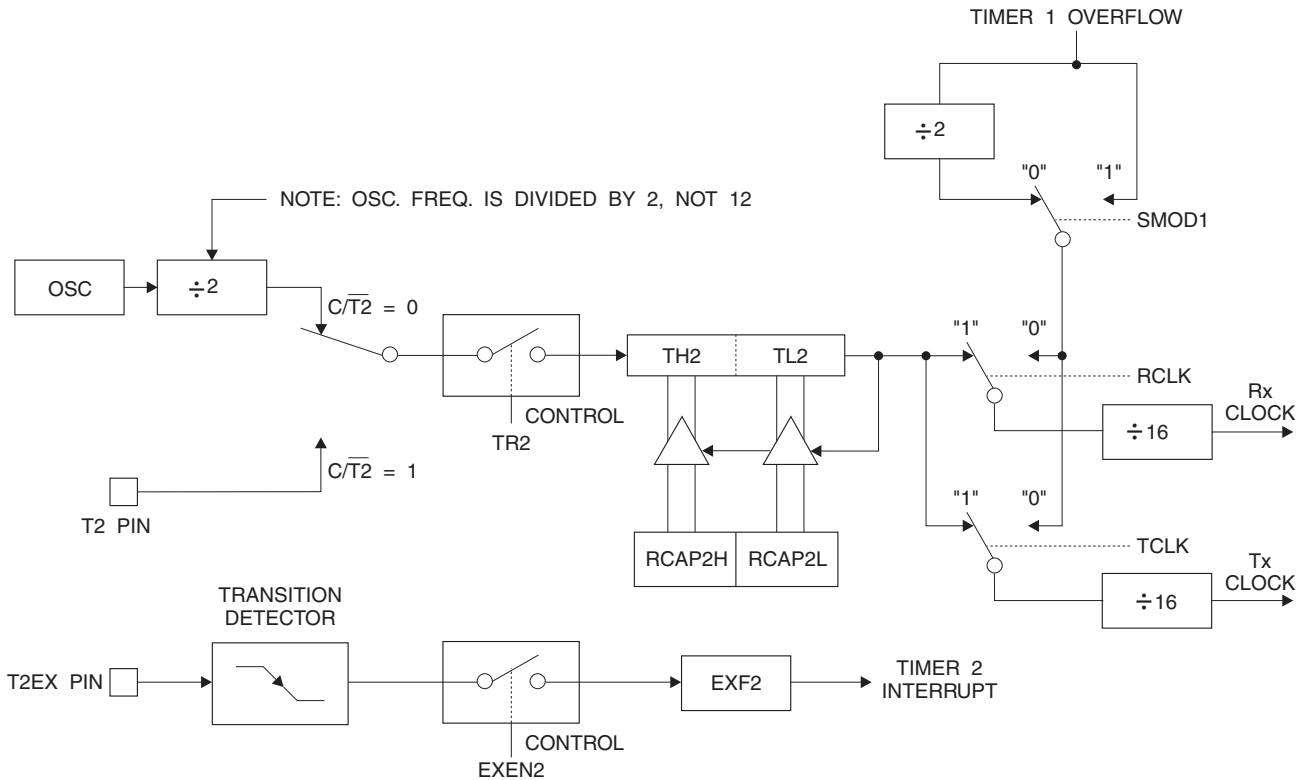 TIMER 1 OVERFLOW
÷2
"0"
"1"
SMOD1
NOTE: OSC. FREQ. IS DIVIDED BY 2, NOT 12
OSC
÷2
C/T̅2̅ = 0
TH2
TL2
"1"
"0"
RCLK
CONTROL
TR2
÷16
Rx
CLOCK
C/T̅2̅ = 1
T2 PIN
"1"
"0"
TCLK
RCAP2H
RCAP2L
÷16
Tx
CLOCK
TRANSITION
DETECTOR
T2EX PIN
EXF2
TIMER 2
INTERRUPT
CONTROL
EXEN2